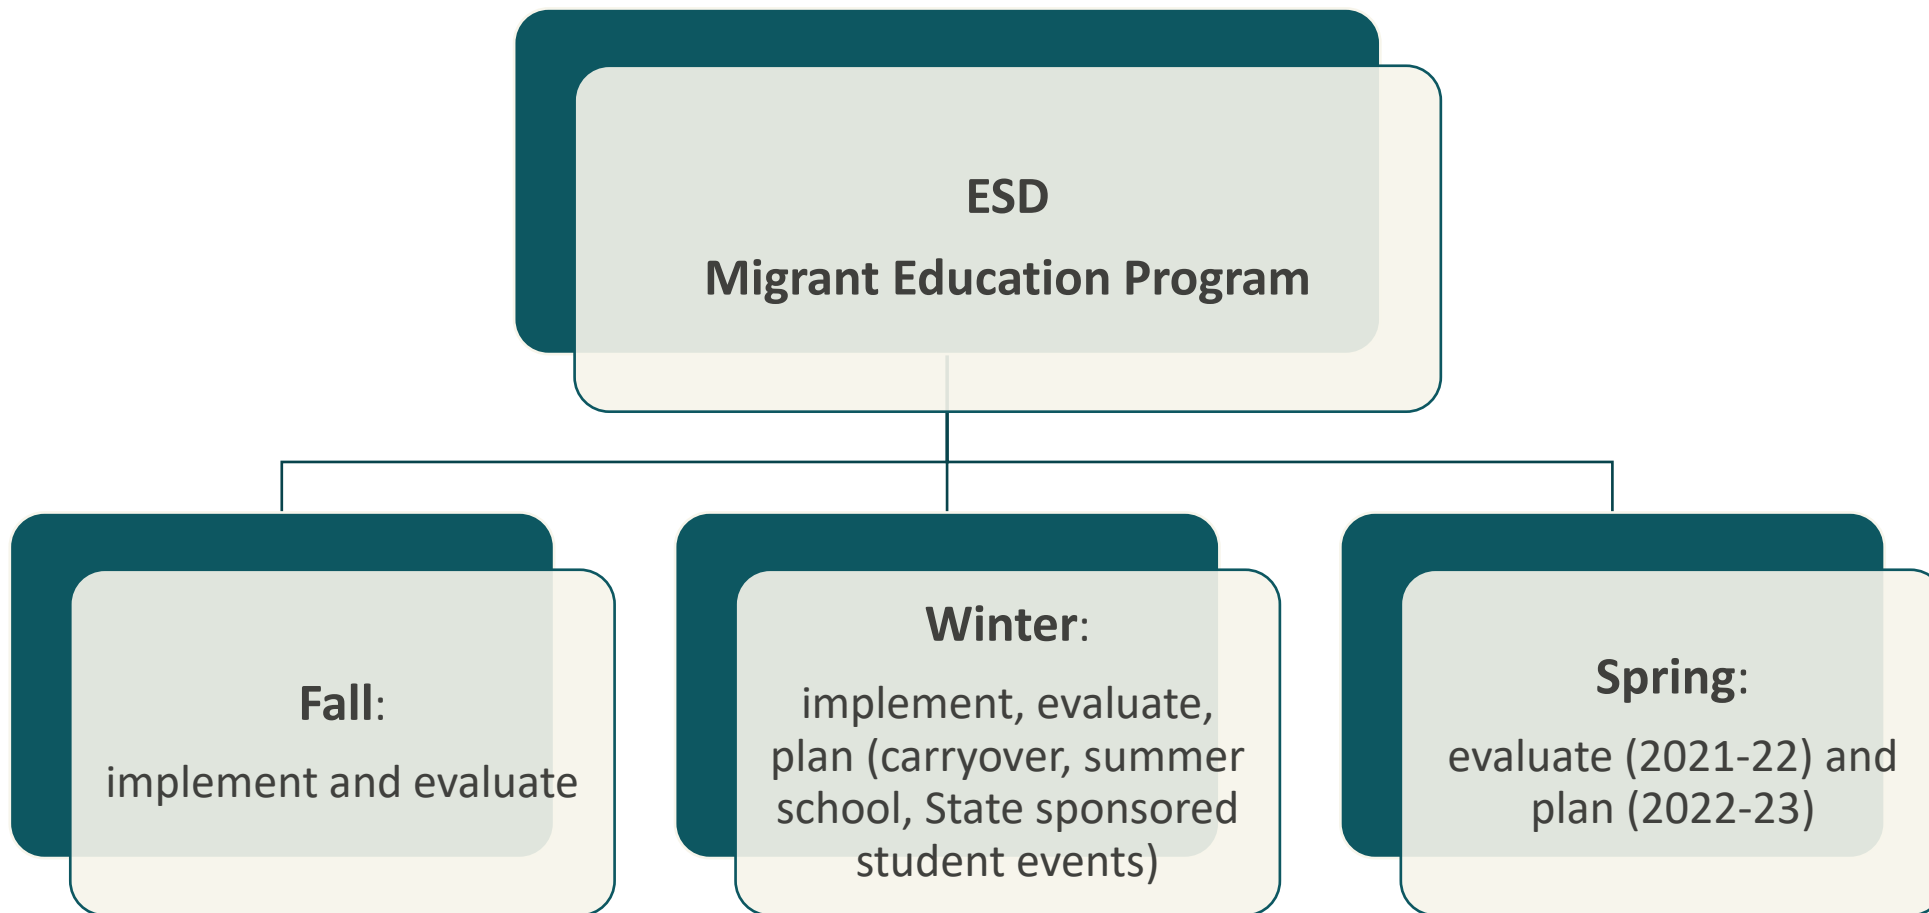 ESD
Migrant Education Program
Fall:
implement and evaluate
Winter:
implement, evaluate,
plan (carryover, summer
school, State sponsored
student events)
Spring:
evaluate (2021-22) and
plan (2022-23)